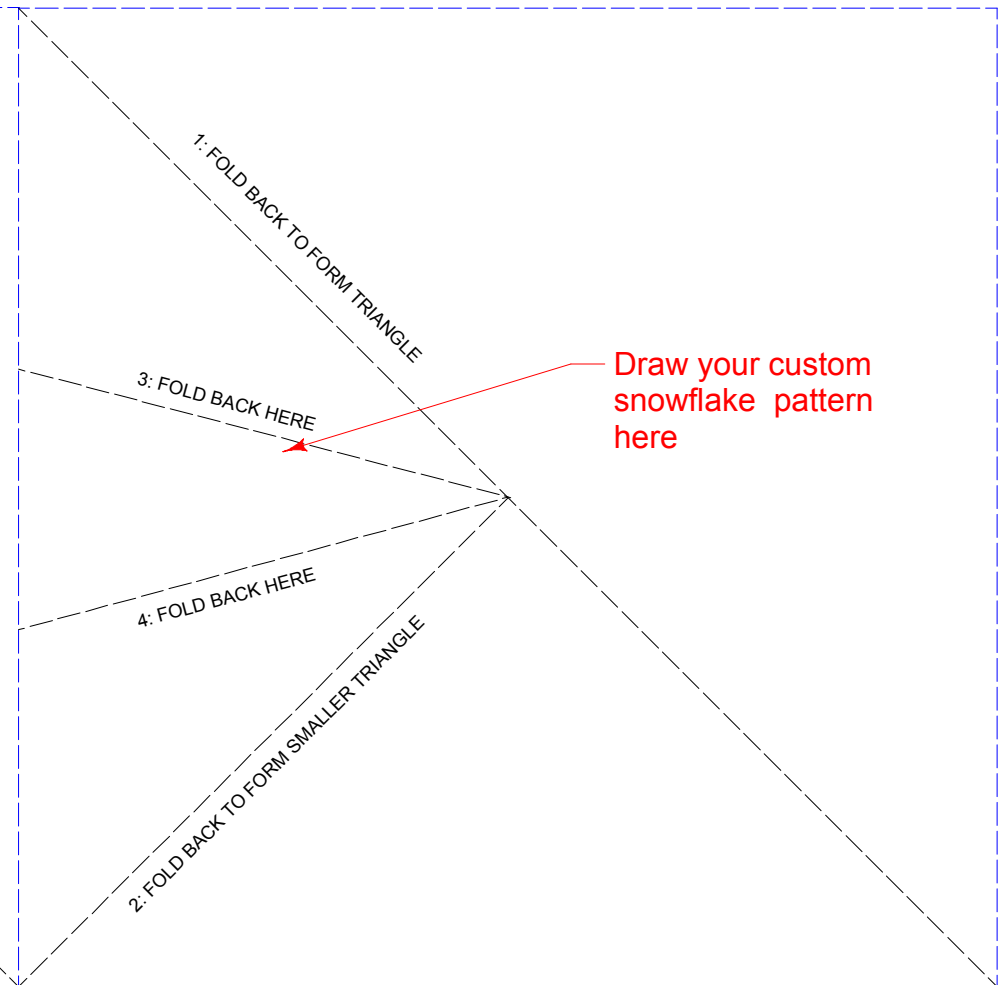 1: FOLD BACK TO FORM TRIANGLE
3: FOLD BACK HERE
Draw your custom
snowflake pattern
here
4: FOLD BACK HERE
2: FOLD BACK TO FORM SMALLER TRIANGLE